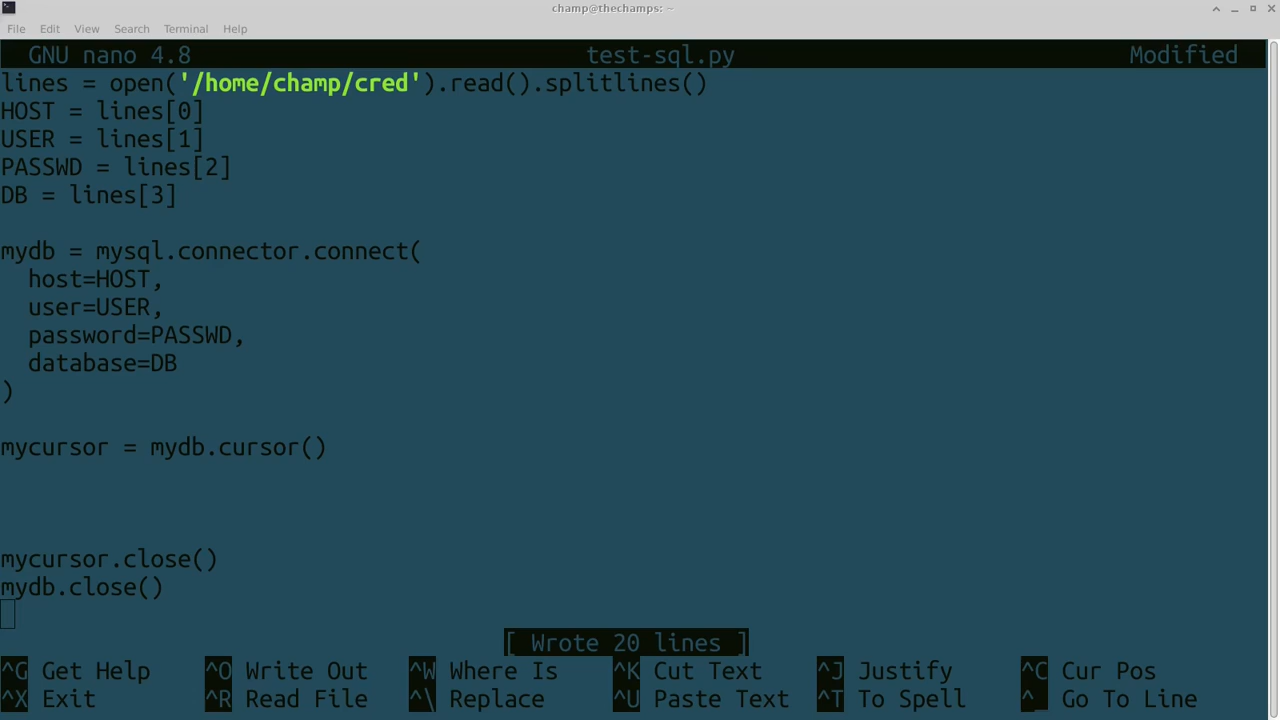 champ@thechamps: ~
File Edit View Search Terminal Help
GNU nano 4.8 test-sql.py Modified
lines = open('/home/champ/cred').read().splitlines()
HOST = lines[0]
USER = lines[1]
PASSWD = lines[2]
DB = lines[3]
mydb = mysql.connector.connect(
  host=HOST,
  user=USER,
  password=PASSWD,
  database=DB
)
mycursor = mydb.cursor()
mycursor.close()
mydb.close()
[ Wrote 20 lines ]
^G Get Help ^O Write Out ^W Where Is ^K Cut Text ^J Justify ^C Cur Pos
^X Exit ^R Read File ^\ Replace ^U Paste Text ^T To Spell ^_ Go To Line